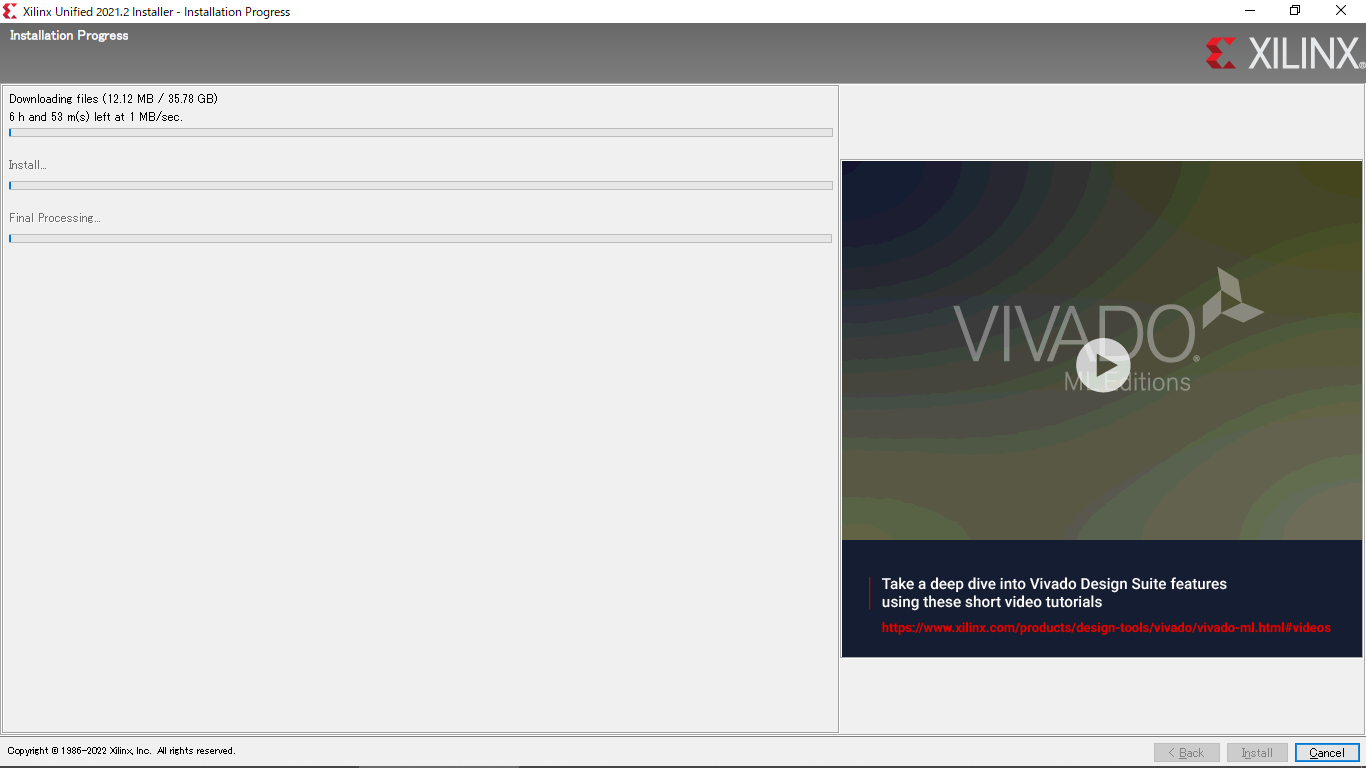 Xilinx Unified 2021.2 Installer - Installation Progress
Installation Progress
XILINX®
Downloading files (12.12 MB / 35.78 GB)
6 h and 53 m(s) left at 1 MB/sec.
Install...
Final Processing...
VIVADO®
ML Editions
Take a deep dive into Vivado Design Suite features
using these short video tutorials
https://www.xilinx.com/products/design-tools/vivado/vivado-ml.html#videos
Copyright © 1986-2022 Xilinx, Inc. All rights reserved.
< Back
Install
Cancel